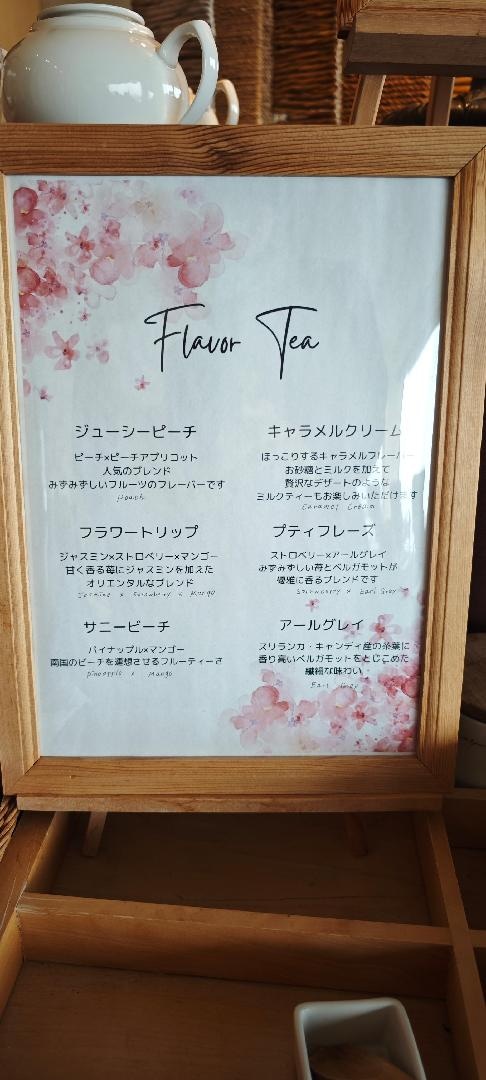 Flavor Tea
ジューシーピーチ
ピーチ×ピーチアプリコット
人気のブレンド
みずみずしいフルーツのフレーバーです
フラワートリップ
ジャスミン×ストロベリー×マンゴー
甘く香る苺にジャスミンを加えた
オリエンタルなブレンド
Jasmine x Strawberry x Mango
サニービーチ
パイナップル×マンゴー
南国のビーチを連想させるフルーティーさ
pineapple x Mango
キャラメルクリーム
ほっこりするキャラメルフレーバー
お砂糖とミルクを加えて
贅沢なデザートのような
ミルクティーもお楽しみいただけます
Caramel Cream
プティフレーズ
ストロベリー×アールグレイ
みずみずしい苺とベルガモットが
優雅に香るブレンドです
Strawberry x Earl Grey
アールグレイ
スリランカ・キャンディ産の茶葉に
香り高いベルガモットをとじこめた
繊細な味わい
Earl Grey